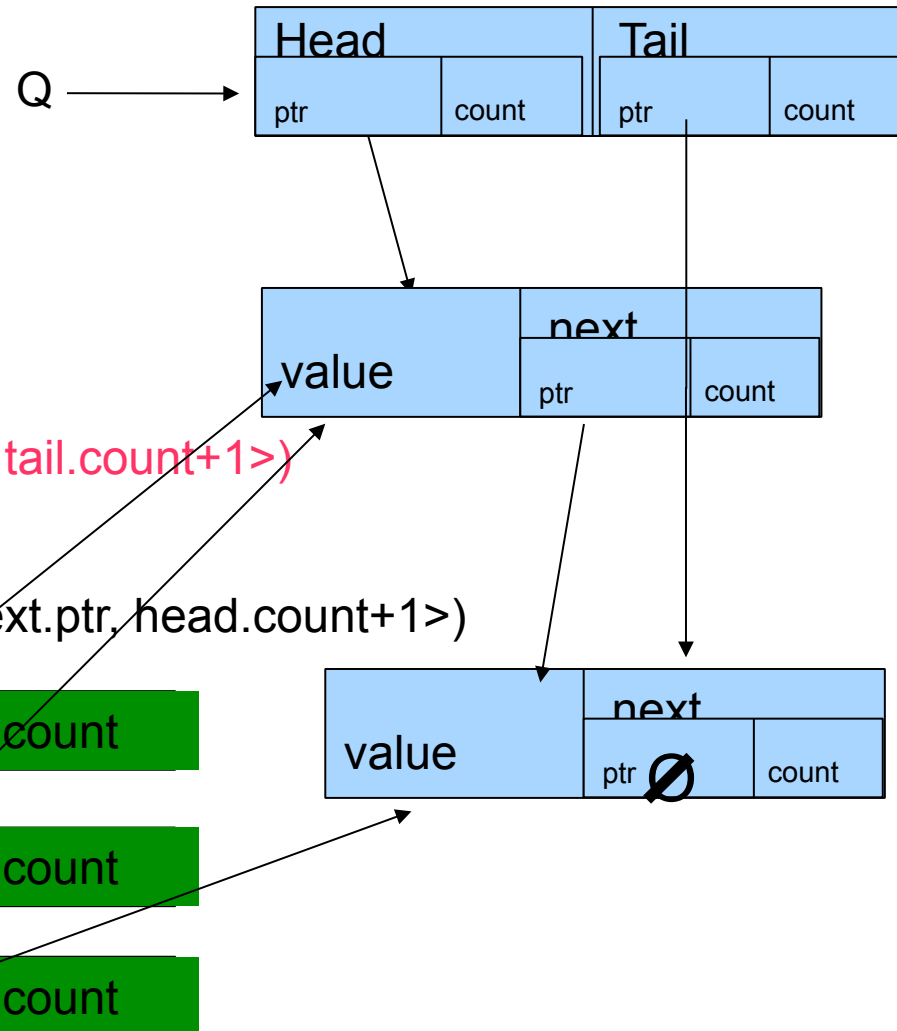 Head Tail
Q
ptr count ptr count
next
value
ptr count
tail.count+1>)
ext.ptr, head.count+1>)
count
next
value
ptr Ø count
count
count